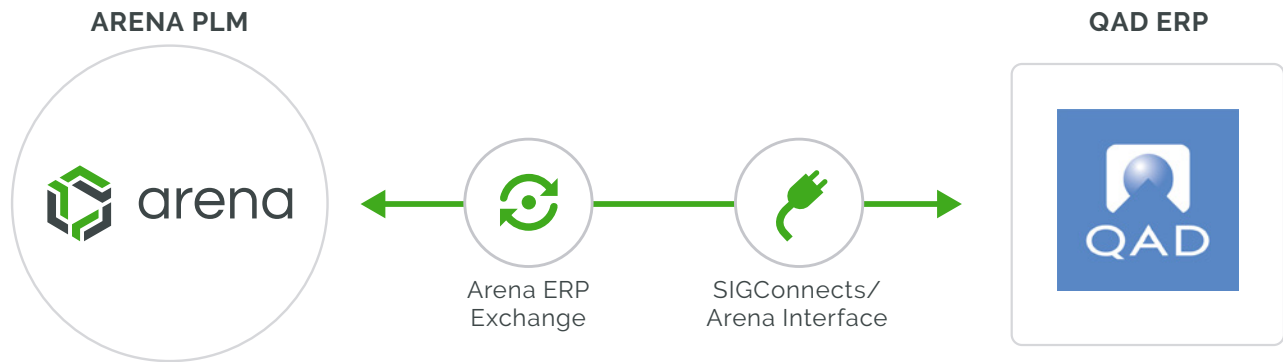 ARENA PLM
QAD ERP
arena
QAD
Arena ERP
Exchange
SIGConnects/
Arena Interface